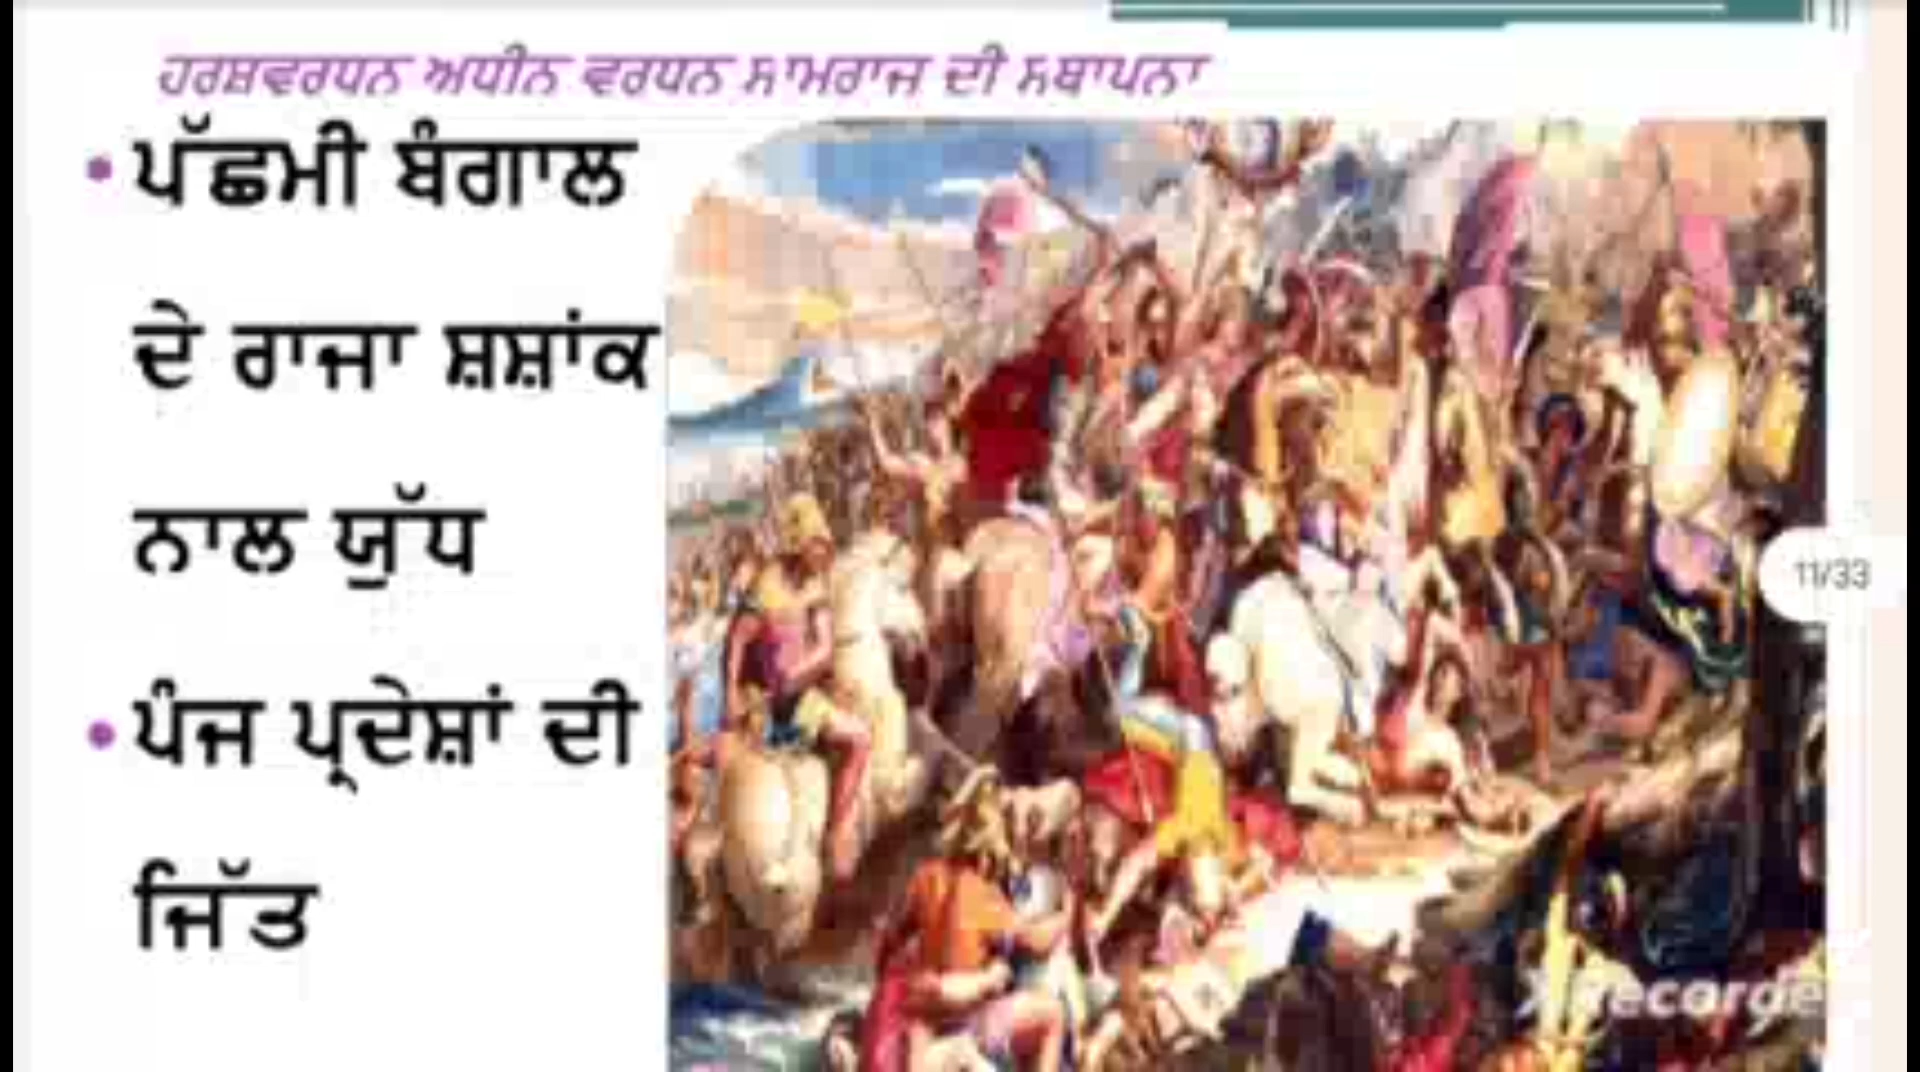 ਹਰਸ਼ਵਰਧਨ ਅਧੀਨ ਵਰਧਨ ਸਾਮਰਾਜ ਦੀ ਸਥਾਪਨਾ
• ਪੱਛਮੀ ਬੰਗਾਲ
ਦੇ ਰਾਜਾ ਸ਼ਸ਼ਾਂਕ
ਨਾਲ ਯੁੱਧ
• ਪੰਜ ਪ੍ਰਦੇਸ਼ਾਂ ਦੀ
ਜਿੱਤ
11/33